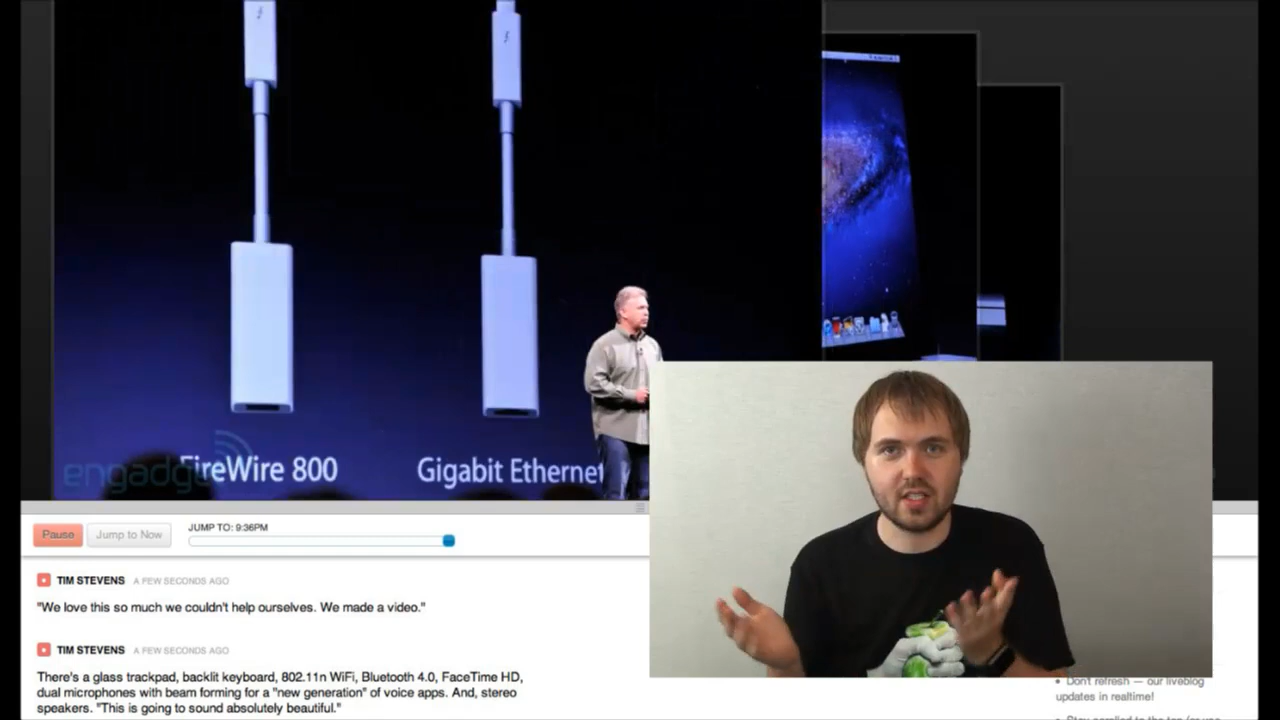 engadget
FireWire 800
Gigabit Ethernet
Pause
Jump to Now
JUMP TO: 9:36PM
TIM STEVENS A FEW SECONDS AGO
"We love this so much we couldn't help ourselves. We made a video."
TIM STEVENS A FEW SECONDS AGO
There's a glass trackpad, backlit keyboard, 802.11n WiFi, Bluetooth 4.0, FaceTime HD,
dual microphones with beam forming for a "new generation" of voice apps. And, stereo
speakers. "This is going to sound absolutely beautiful."
Don't refresh — our liveblog
updates in realtime!